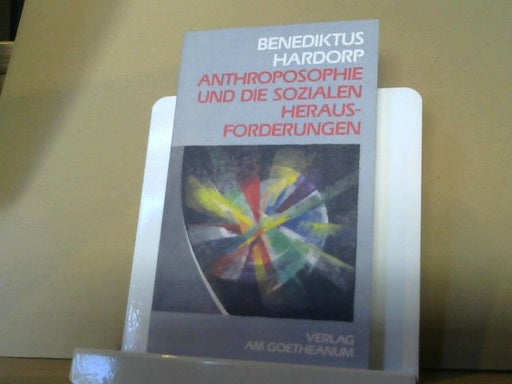 BENEDIKTUS
HARDORP
ANTHROPOSOPHIE
UND DIE SOZIALEN
HERAUS-
FORDERUNGEN
VERLAG
AM GOETHEANUM